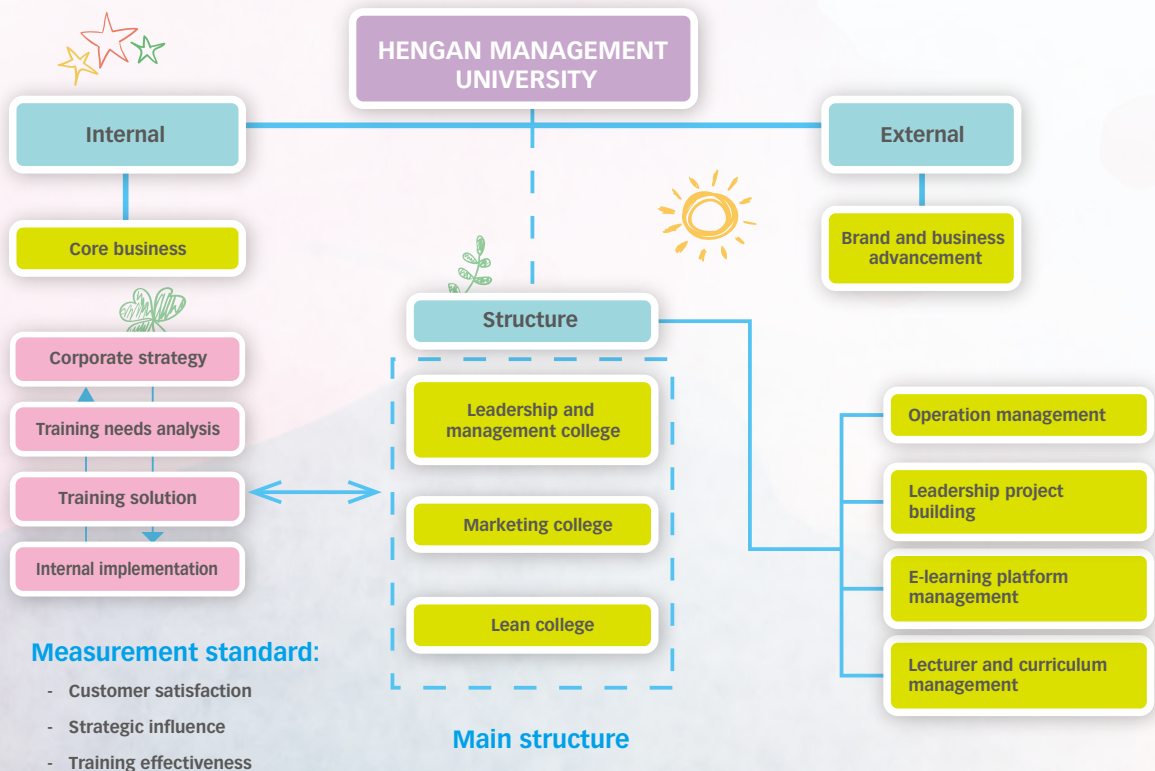 HENGAN MANAGEMENT
UNIVERSITY
Internal
External
Core business
Brand and business
advancement
Structure
Corporate strategy
Training needs analysis
Training solution
Internal implementation
Leadership and
management college
Marketing college
Lean college
Operation management
Leadership project
building
E-learning platform
management
Lecturer and curriculum
management
Measurement standard:
- Customer satisfaction
- Strategic influence
- Training effectiveness
Main structure